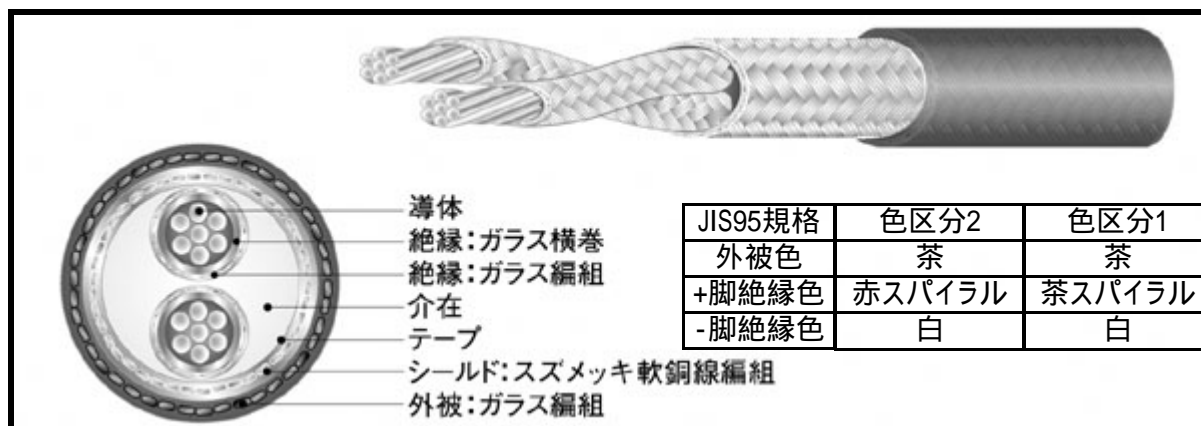 導体
絶縁:ガラス横巻
絶縁:ガラス編組
介在
テープ
シールド:スズメッキ軟銅線編組
外被:ガラス編組
JIS95規格 色区分2 色区分1
外被色 茶 茶
+脚絶縁色 赤スパイラル 茶スパイラル
-脚絶縁色 白 白